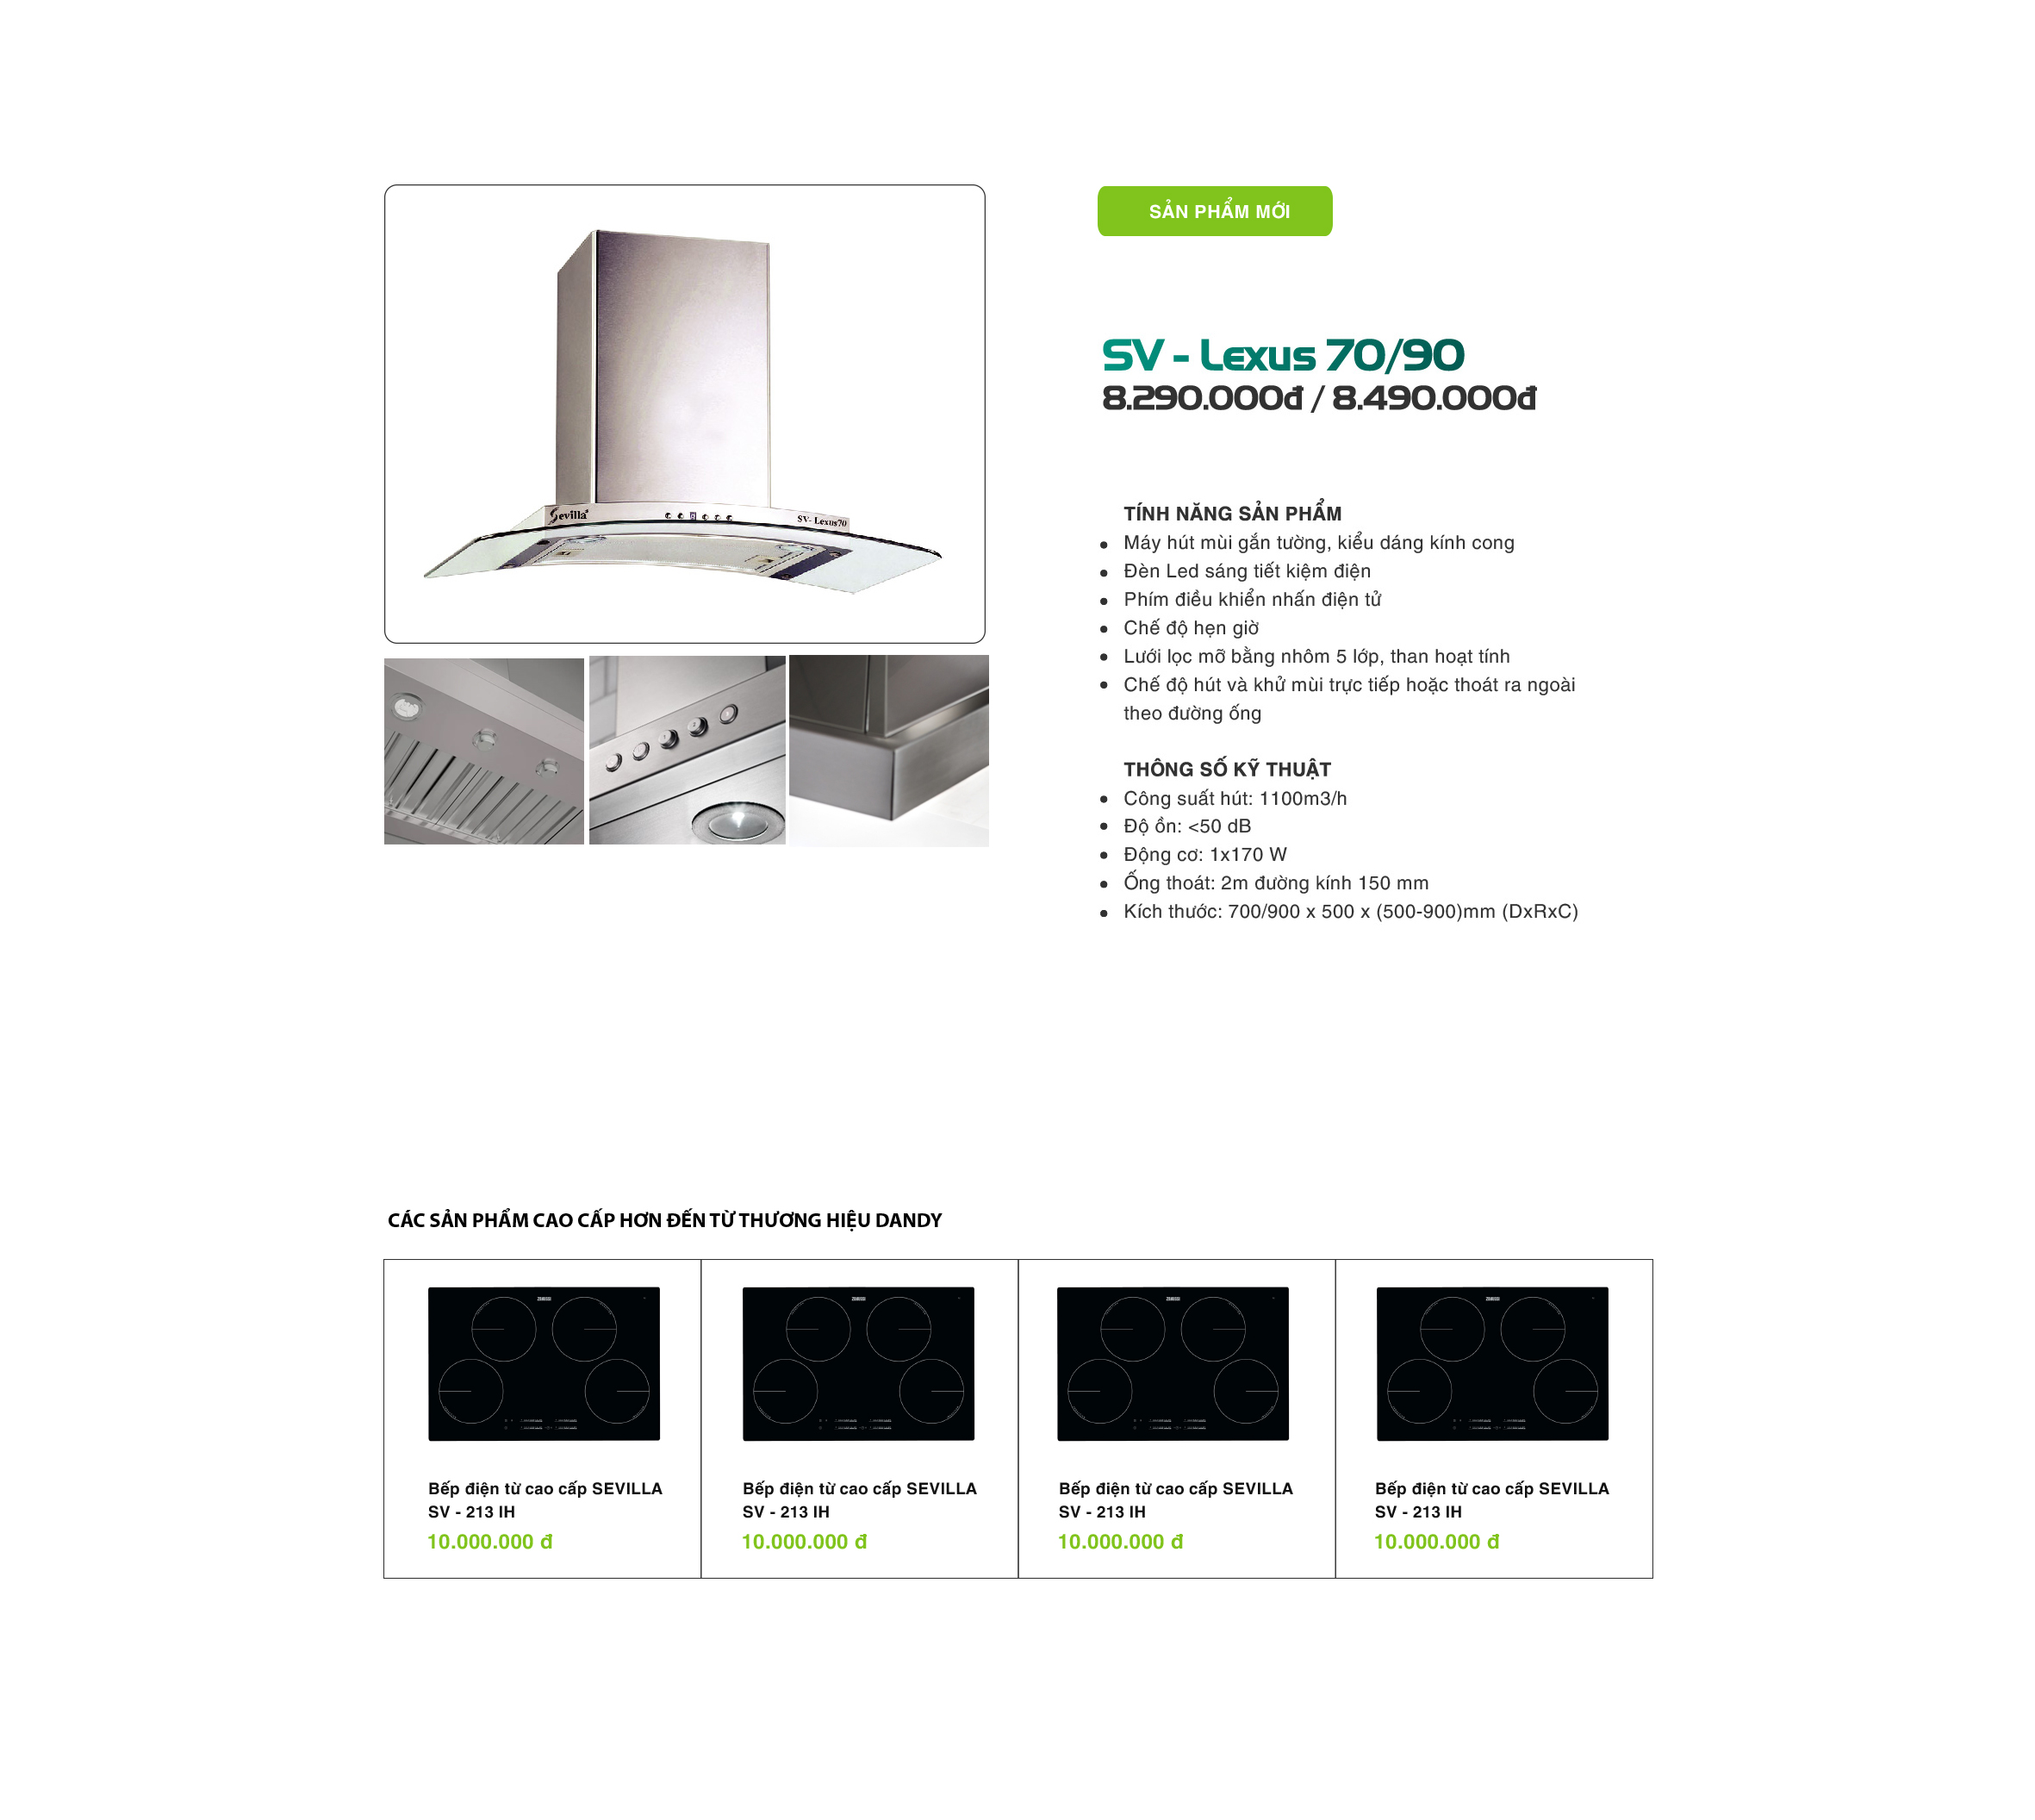 SẢN PHẨM MỚI
SV - Lexus 70/90
8.290.000đ / 8.490.000đ
Sevilla
SV- Lexus70
TÍNH NĂNG SẢN PHẨM
Máy hút mùi gắn tường, kiểu dáng kính cong
Đèn Led sáng tiết kiệm điện
Phím điều khiển nhấn điện tử
Chế độ hẹn giờ
Lưới lọc mỡ bằng nhôm 5 lớp, than hoạt tính
Chế độ hút và khử mùi trực tiếp hoặc thoát ra ngoài
theo đường ống
THÔNG SỐ KỸ THUẬT
Công suất hút: 1100m3/h
Độ ồn: <50 dB
Động cơ: 1x170 W
Ống thoát: 2m đường kính 150 mm
Kích thước: 700/900 x 500 x (500-900)mm (DxRxC)
CÁC SẢN PHẨM CAO CẤP HƠN ĐẾN TỪ THƯƠNG HIỆU DANDY
Bếp điện từ cao cấp SEVILLA
SV - 213 IH
10.000.000 đ
Bếp điện từ cao cấp SEVILLA
SV - 213 IH
10.000.000 đ
Bếp điện từ cao cấp SEVILLA
SV - 213 IH
10.000.000 đ
Bếp điện từ cao cấp SEVILLA
SV - 213 IH
10.000.000 đ